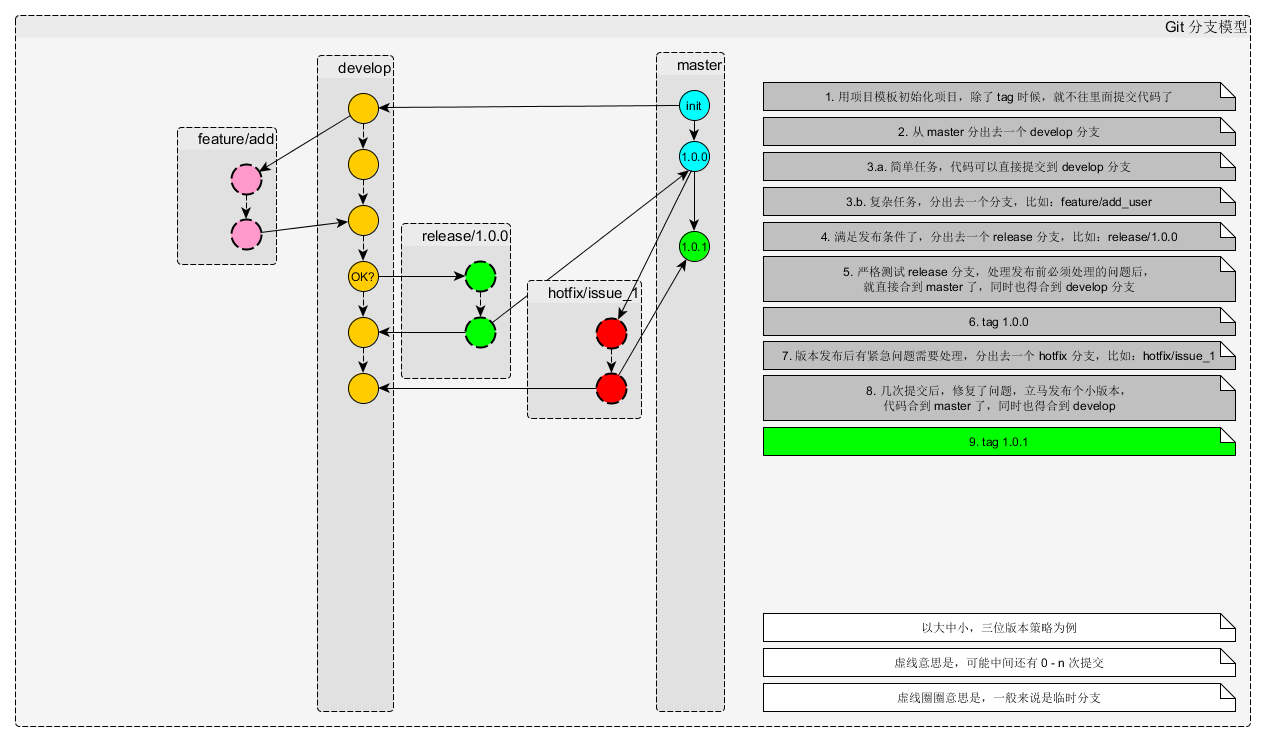 Git 分支模型
develop
master
feature/add
release/1.0.0
hotfix/issue_1
init
1.0.0
1.0.1
OK?
1. 用项目模板初始化项目，除了 tag 时候，就不往里面提交代码了
2. 从 master 分出去一个 develop 分支
3.a. 简单任务，代码可以直接提交到 develop 分支
3.b. 复杂任务，分出去一个分支，比如：feature/add_user
4. 满足发布条件了，分出去一个 release 分支，比如：release/1.0.0
5. 严格测试 release 分支，处理发布前必须处理的问题后，
就直接合到 master 了，同时也得合到 develop 分支
6. tag 1.0.0
7. 版本发布后有紧急问题需要处理，分出去一个 hotfix 分支，比如：hotfix/issue_1
8. 几次提交后，修复了问题，立马发布个小版本，
代码合到 master 了，同时也得合到 develop
9. tag 1.0.1
以大中小，三位版本策略为例
虚线意思是，可能中间还有 0 - n 次提交
虚线圈圈意思是，一般来说是临时分支